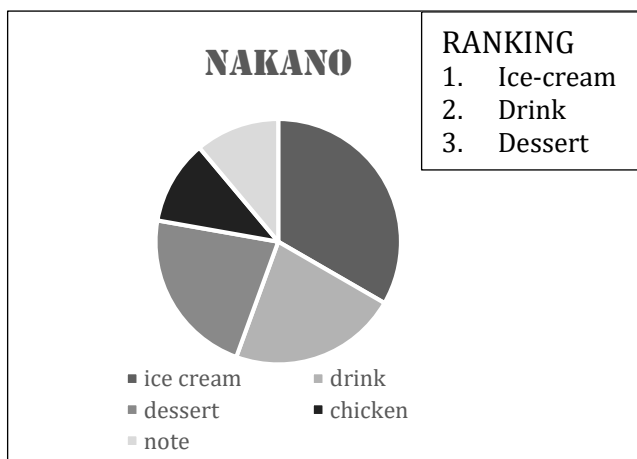 NAKANO
RANKING
1. Ice-cream
2. Drink
3. Dessert
ice cream
drink
dessert
chicken
note